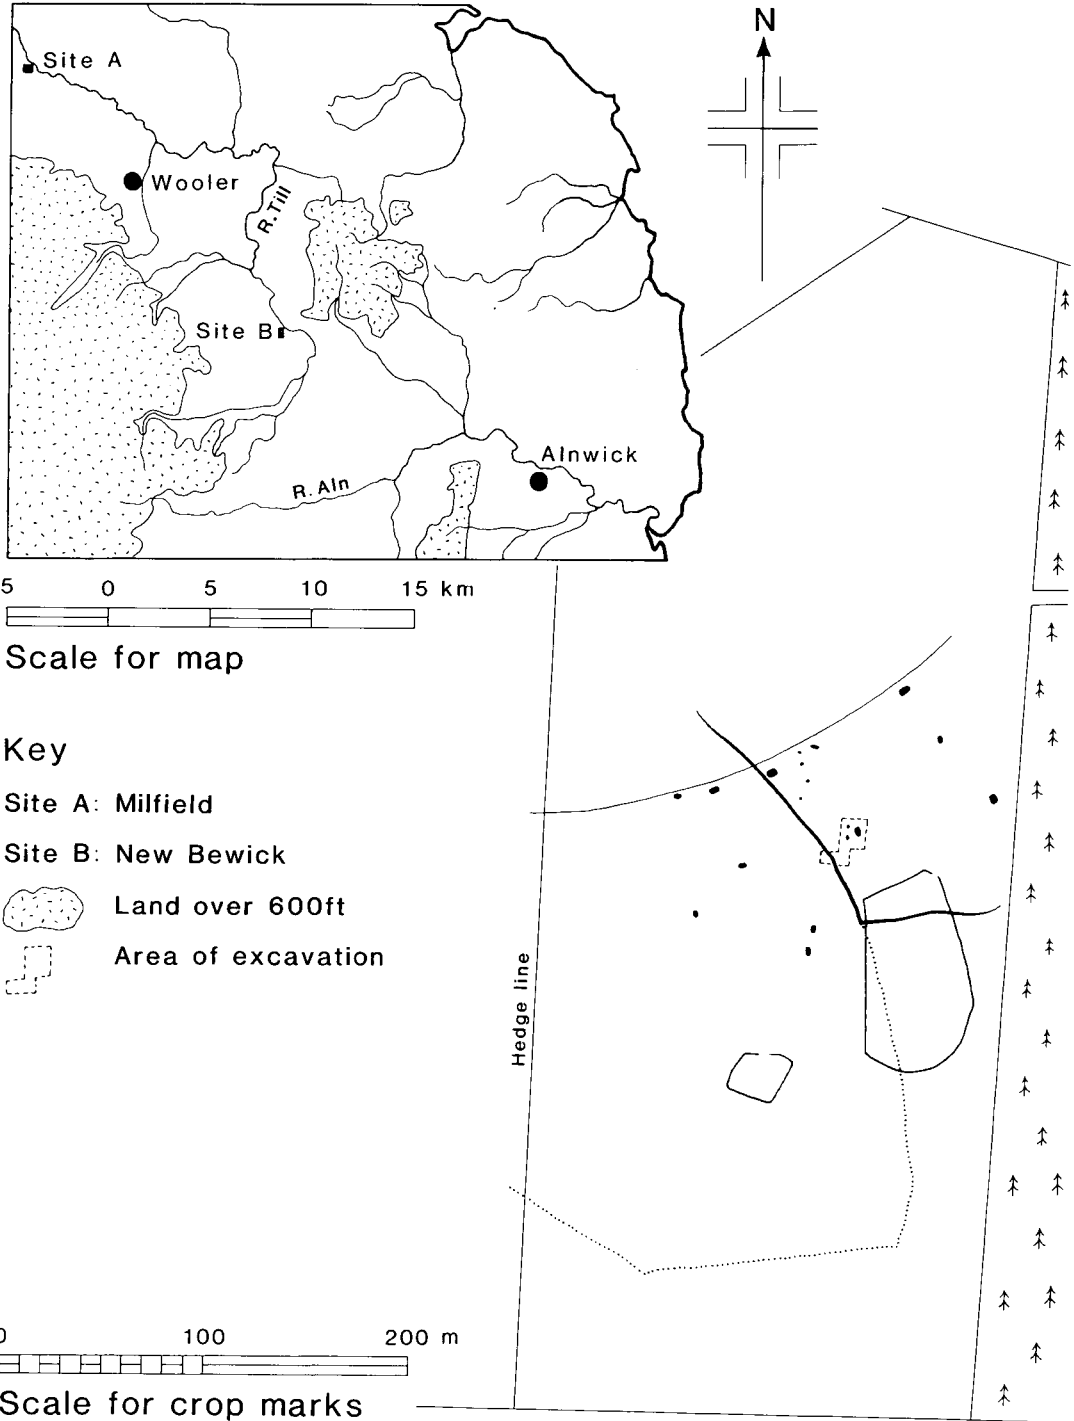 N
Site A
Wooler
R. Till
Site B
Alnwick
R. Aln
5 0 5 10 15 km
Scale for map
Key
Site A: Milfield
Site B: New Bewick
Land over 600ft
Area of excavation
Hedge line
0 100 200 m
Scale for crop marks